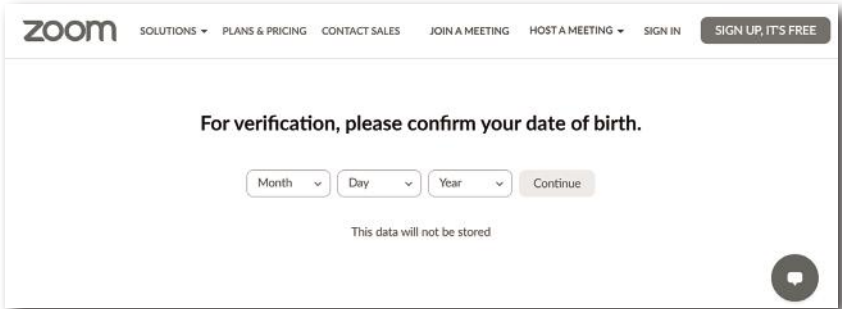 zoom SOLUTIONS PLANS & PRICING CONTACT SALES JOIN A MEETING HOST A MEETING SIGN IN SIGN UP, IT'S FREE
For verification, please confirm your date of birth.
Month Day Year Continue
This data will not be stored